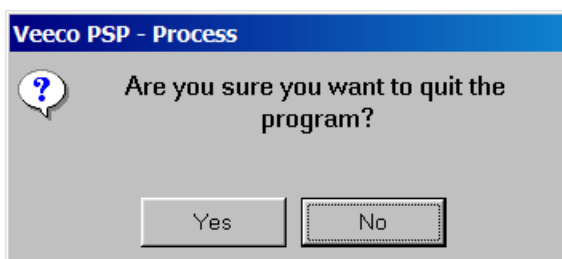 Veeco PSP - Process
?
Are you sure you want to quit the
program?
Yes
No